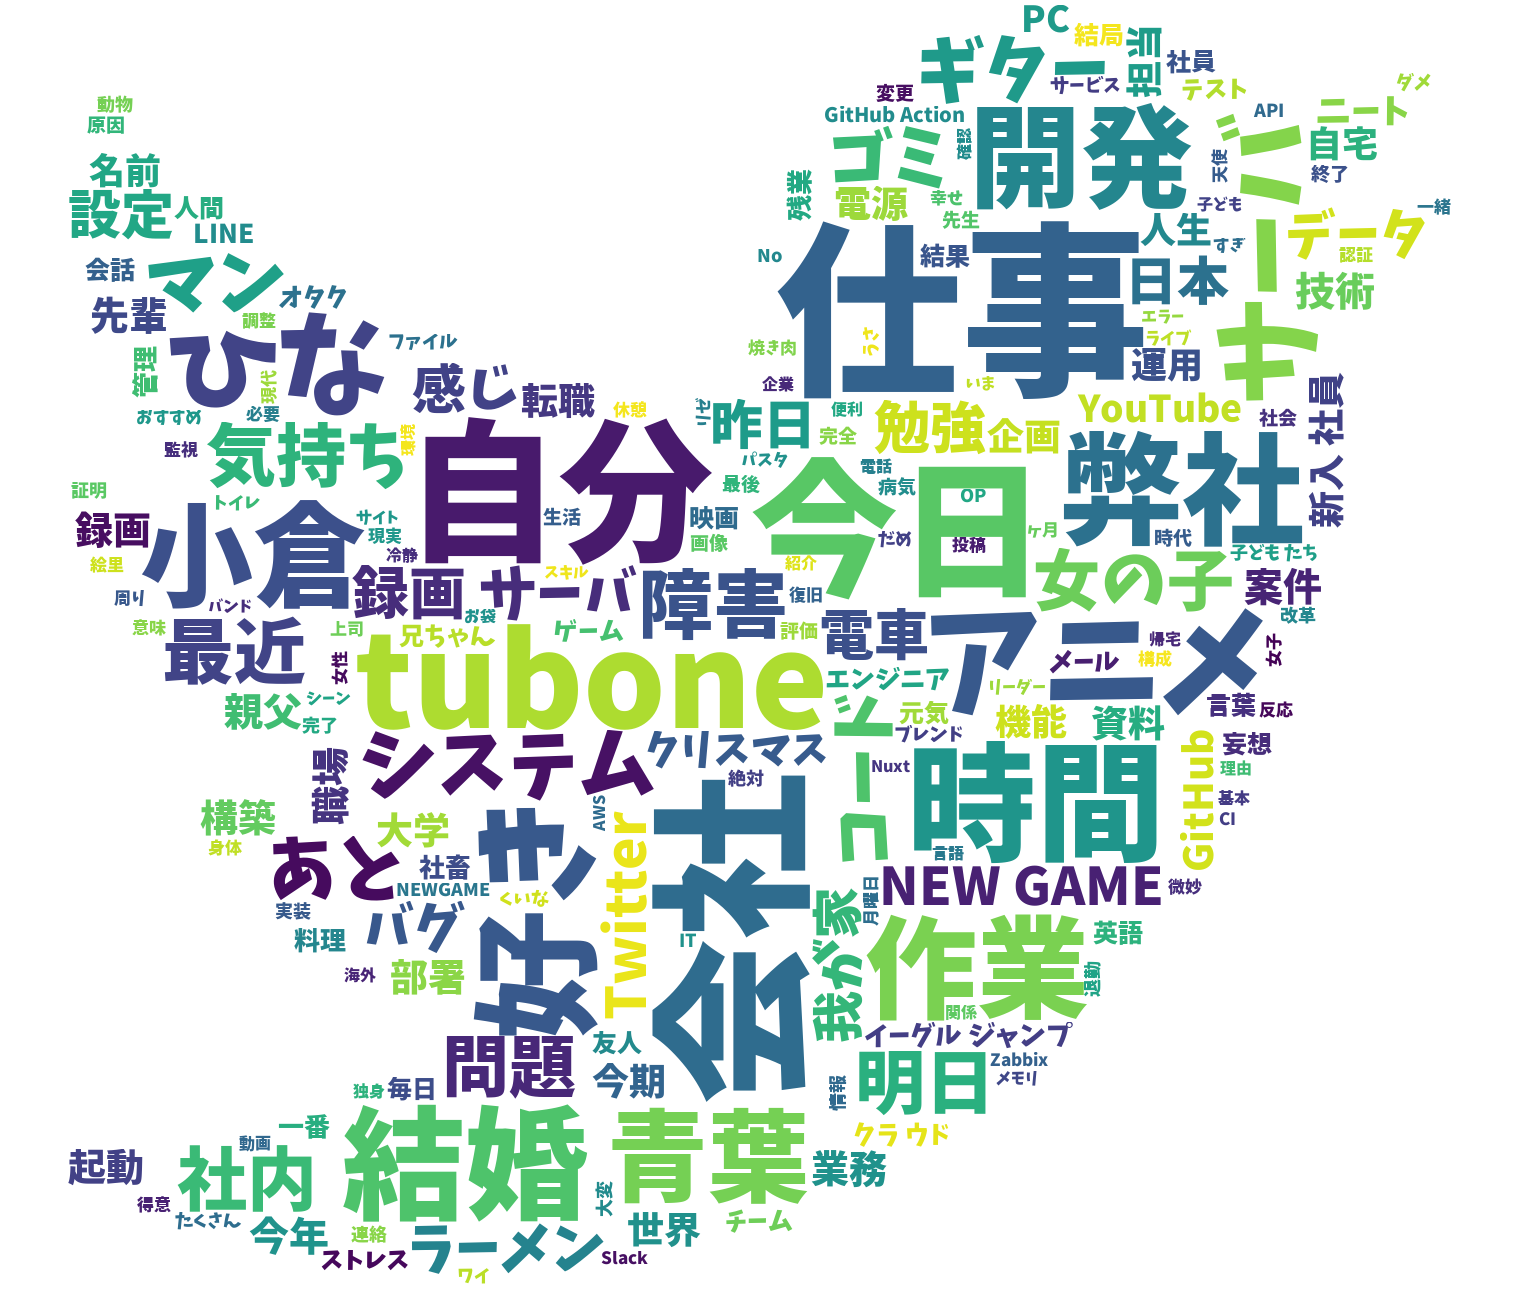 PC
結局
ギター
担当
社員
サービス
テスト
ダメ
動物
変更
ニート
原因
GitHub Action
API
開発
ゴミ
確認
自宅
名前
天使
終了
残業
電源
幸せ
子ども
設定
人間
先生
人生
データ
一緒
LINE
仕事
すぎ
No
結果
認証
会話
マン
日本
技術
オタク
先輩
調整
エラー
ひな
ファイル
うさ
ライブ
焼き肉
運用
管理
現代
感じ
転職
企業
いま
YouTube
社員
おすすめ
必要
休憩
昨日
便利
勉強
企画
社会
監視
気持ち
環境
自分
完全
弊社
パスタ
今日
電話
証明
最後
病気
OP
新入
トイレ
録画
小倉
サイト
生活
映画
ヶ月
現実
画像
だめ
投稿
時代
冷静
子どもたち
絵里
スキル
紹介
女の子
録画
サーバ
障害
案件
周り
バンド
復旧
お袋
改革
意味
最近
上司
兄ちゃん
ゲーム
評価
電車
アニメ
帰宅
女性
tubone
メール
構成
女子
エンジニア
リーダー
親父
シーン
元気
言葉
反応
完了
コード
機能
資料
ブレンド
システム
クリスマス
GitHub
妄想
職場
絶対
Nuxt
時間
理由
構築
AWS
基本
大学
Twitter
CI
身体
あと
好き
会社
言語
社畜
NEW GAME
微妙
NEWGAME
くいな
月曜日
実装
バグ
我が家
作業
英語
料理
IT
海外
部署
退勤
関係
問題
友人
イーグル ジャンプ
Zabbix
独身
毎日
今期
情報
明日
メモリ
結婚
青葉
一番
クラウド
動画
起動
社内
業務
得意
大変
たくさん
今年
連絡
世界
チーム
ストレス
ラーメン
Slack
ワイ